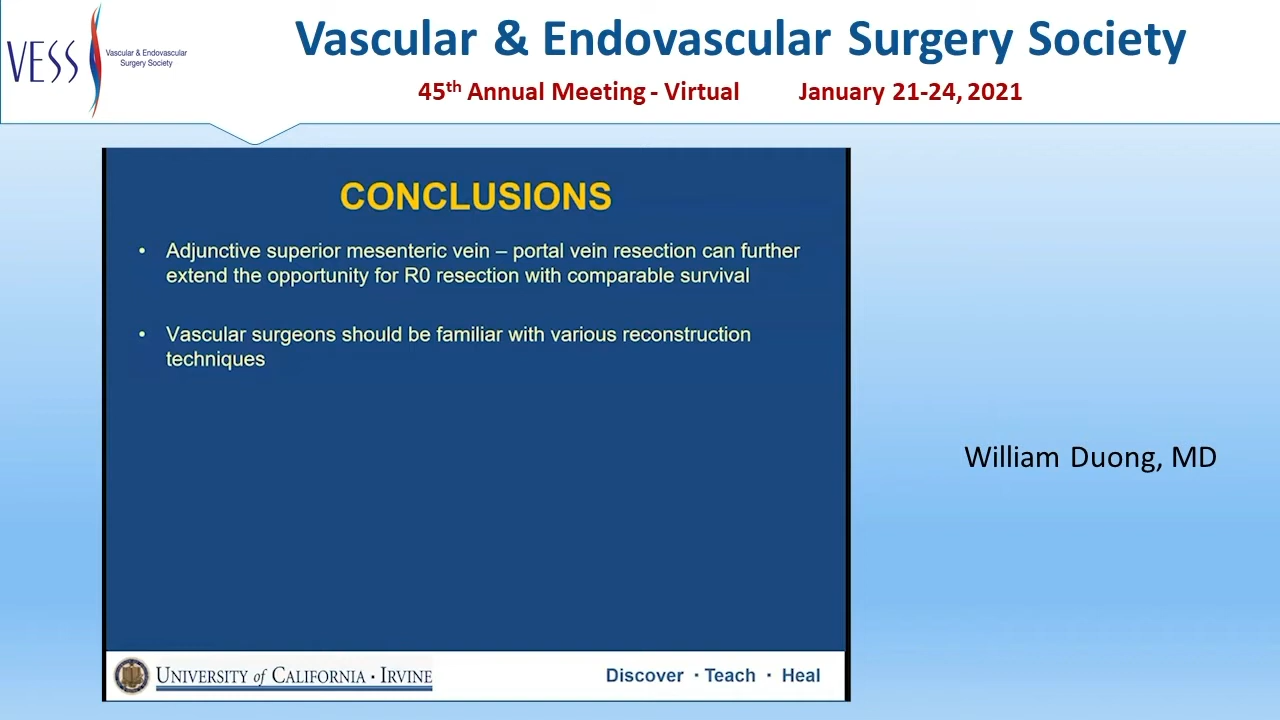 VESS
Vascular & Endovascular
Surgery Society
Vascular & Endovascular Surgery Society
45th Annual Meeting - Virtual January 21-24, 2021
CONCLUSIONS
• Adjunctive superior mesenteric vein – portal vein resection can further
extend the opportunity for R0 resection with comparable survival
• Vascular surgeons should be familiar with various reconstruction
techniques
William Duong, MD
UNIVERSITY of CALIFORNIA · IRVINE
Discover · Teach · Heal